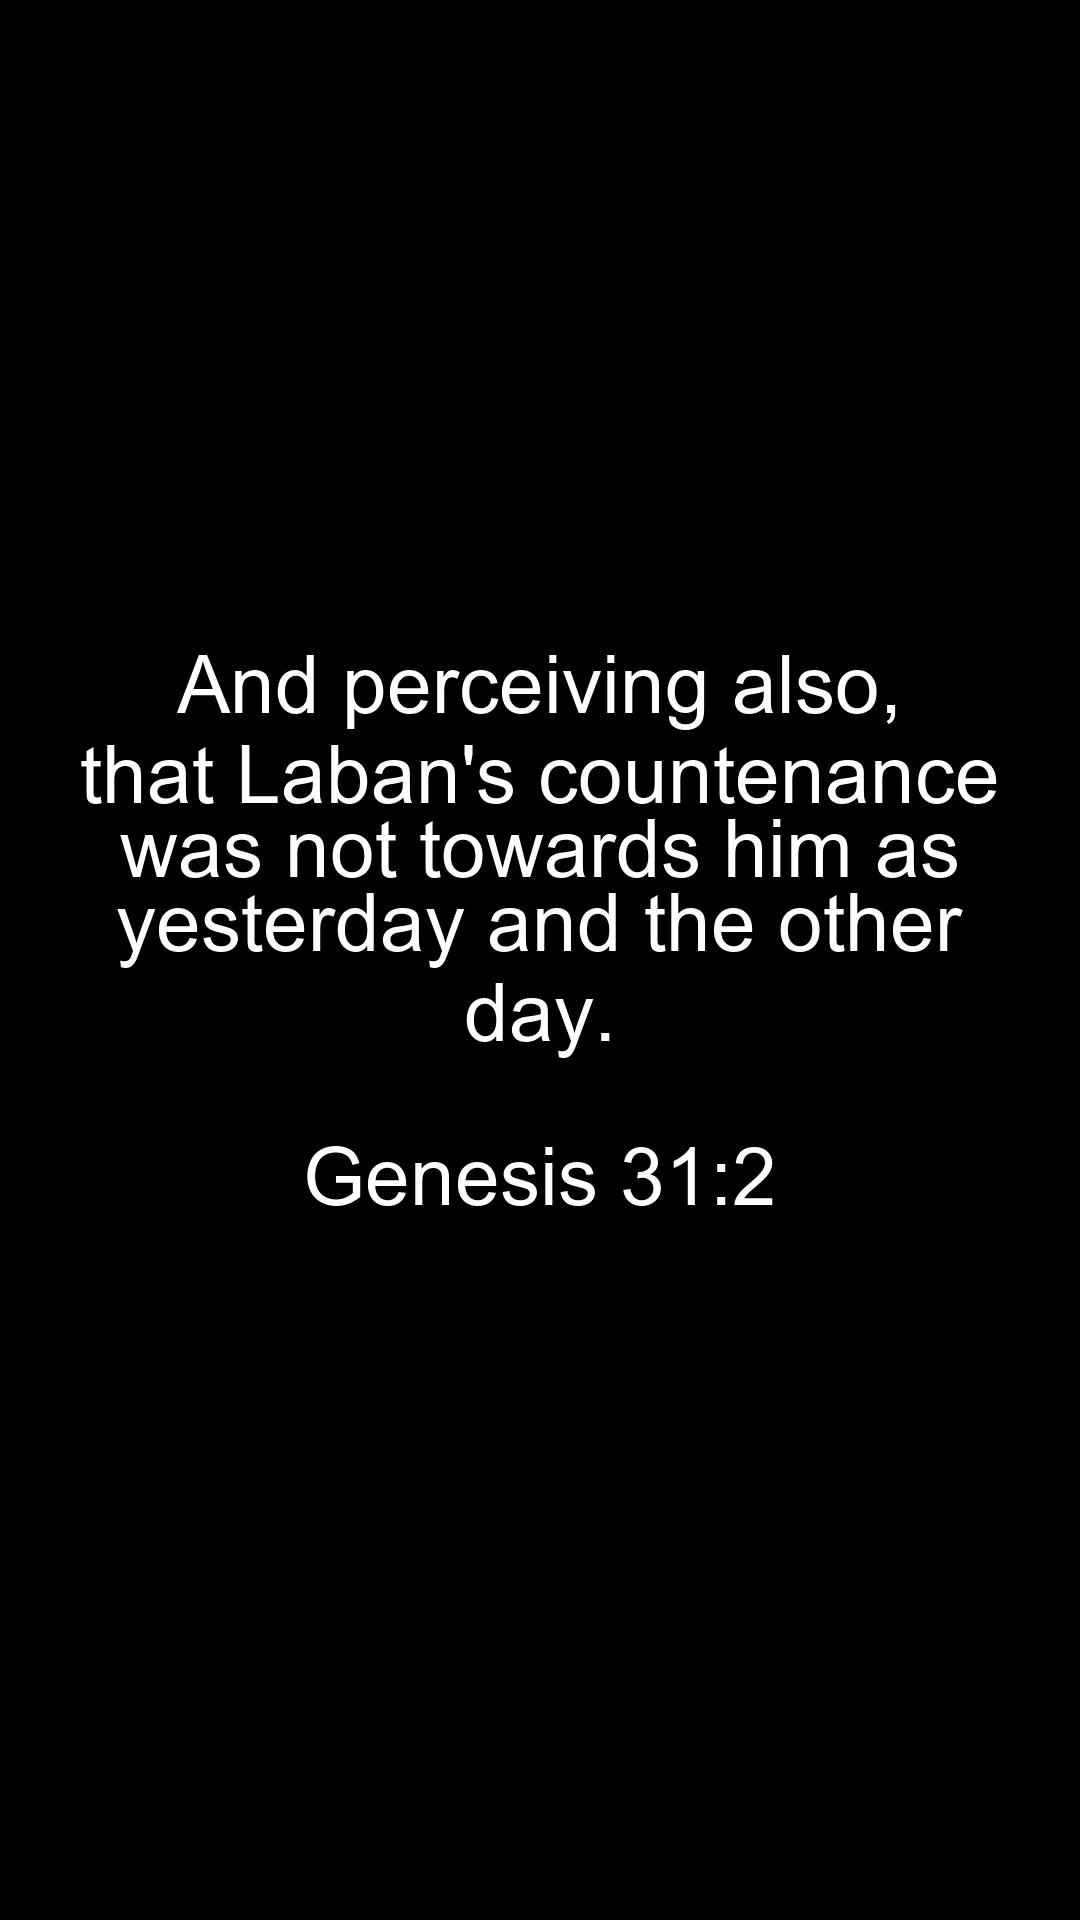 And perceiving also,
that Laban's countenance
was not towards him as
yesterday and the other
day.
Genesis 31:2